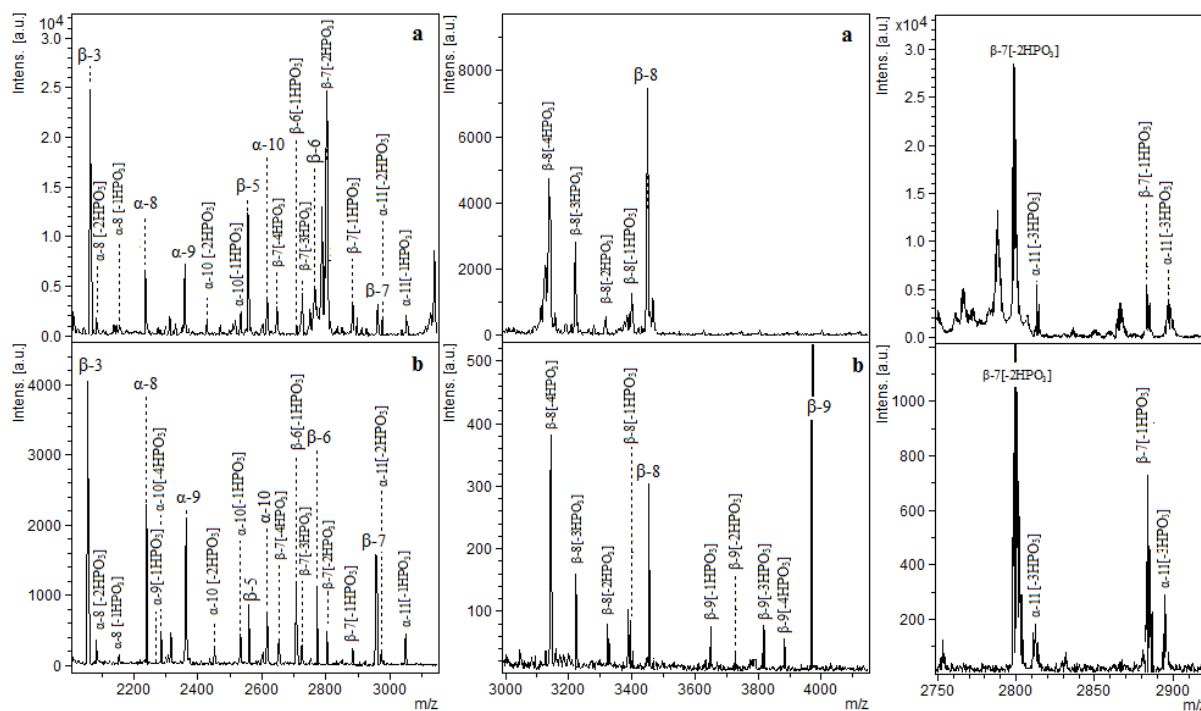 Intens. [a.u.]
x10⁴
3.0
2.5
2.0
1.5
1.0
0.5
0.0
a
β-3
α-8 [-2HPO₃]
α-8 [-1HPO₃]
α-8
α-9
α-10 [-2HPO₃]
α-10[-1HPO₃]
β-5
α-10
β-7[-4HPO₃]
β-6[-1HPO₃]
β-7[-3HPO₃]
β-6
β-7[-2HPO₃]
β-7[-1HPO₃]
β-7
α-11[-2HPO₃]
α-11[-1HPO₃]
Intens. [a.u.]
8000
6000
4000
2000
0
a
β-8[-4HPO₃]
β-8[-3HPO₃]
β-8[-2HPO₃]
β-8[-1HPO₃]
β-8
Intens. [a.u.]
x10⁴
3.0
2.5
2.0
1.5
1.0
0.5
0.0
a
β-7[-2HPO₃]
α-11 [-3HPO₃]
β-7[-1HPO₃]
α-11 [-3HPO₃]
Intens. [a.u.]
4000
3000
2000
1000
0
b
β-3
α-8 [-2HPO₃]
α-8 [-1HPO₃]
α-8
α-9[-1HPO₃]
α-10[-4HPO₃]
α-9
α-10 [-2HPO₃]
α-10[-1HPO₃]
β-5
α-10
β-7[-4HPO₃]
β-6[-1HPO₃]
β-7[-3HPO₃]
β-6
β-7[-2HPO₃]
β-7[-1HPO₃]
β-7
α-11[-2HPO₃]
α-11[-1HPO₃]
2200
2400
2600
2800
3000
m/z
Intens. [a.u.]
500
400
300
200
100
b
β-8[-4HPO₃]
β-8[-3HPO₃]
β-8[-2HPO₃]
β-8[-1HPO₃]
β-8
β-9[-1HPO₃]
β-9[-2HPO₃]
β-9[-3HPO₃]
β-9[-4HPO₃]
β-9
3000
3200
3400
3600
3800
4000
m/z
Intens. [a.u.]
1000
800
600
400
200
b
β-7[-2HPO₃]
α-11 [-3HPO₃]
β-7[-1HPO₃]
α-11[-3HPO₃]
2750
2800
2850
2900
m/z